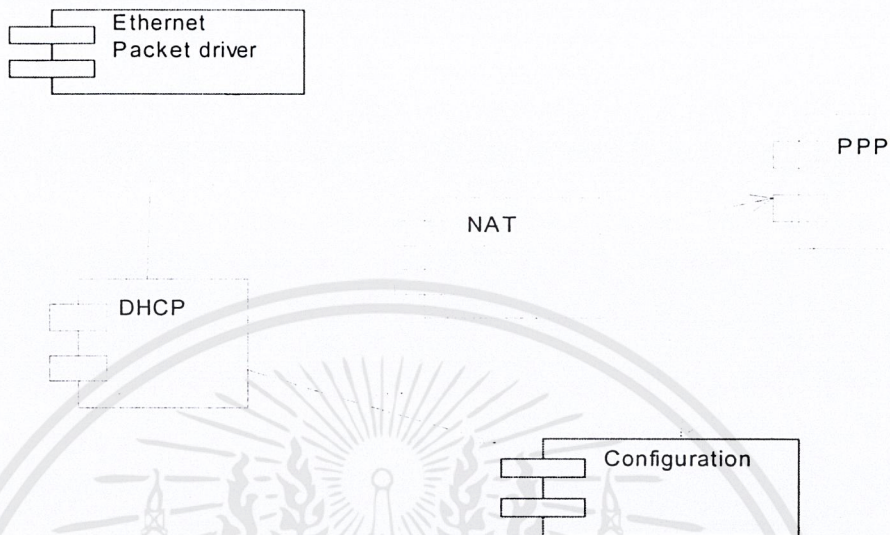 Ethernet
Packet driver
PPP
NAT
DHCP
Configuration